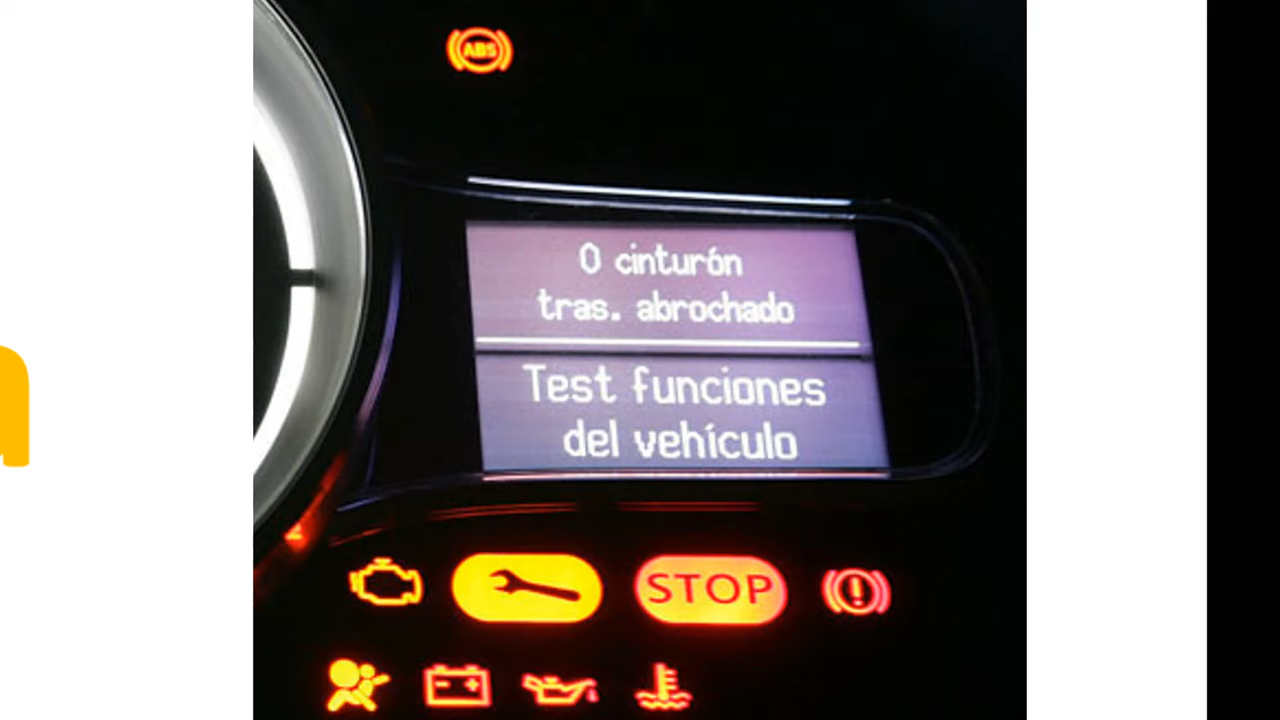 ABS
0 cinturón
tras. abrochado
Test funciones
del vehículo
STOP